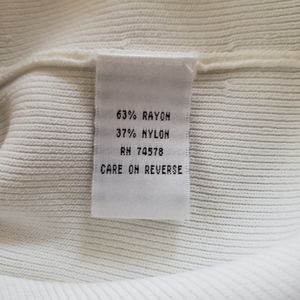 63% RAYON
37% NYLON
RN 74578
CARE ON REVERSE